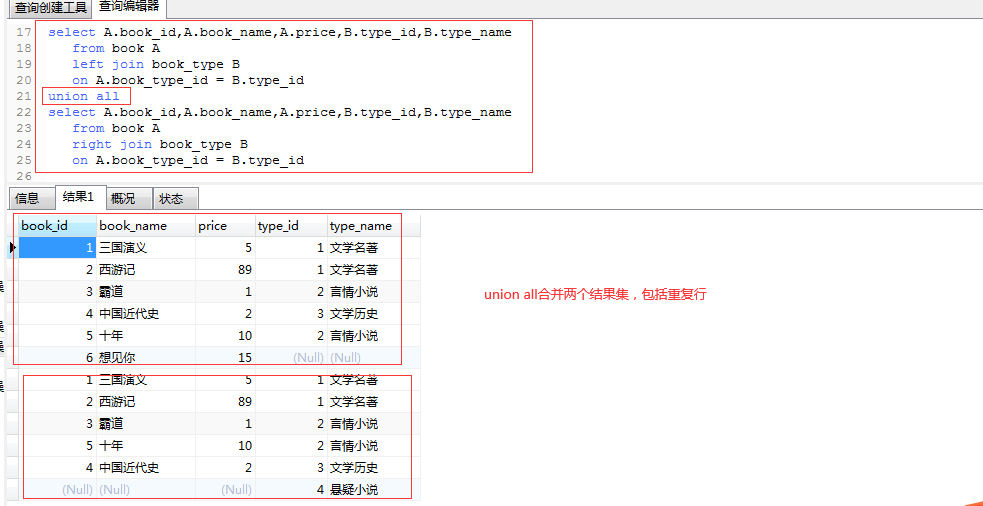 查询创建工具 查询编辑器
17 select A.book_id,A.book_name,A.price,B.type_id,B.type_name
18 from book A
19 left join book_type B
20 on A.book_type_id = B.type_id
21 union all
22 select A.book_id,A.book_name,A.price,B.type_id,B.type_name
23 from book A
24 right join book_type B
25 on A.book_type_id = B.type_id
26
信息 结果1 概况 状态
book_id book_name price type_id type_name
1 三国演义 5 1 文学名著
2 西游记 89 1 文学名著
3 霸道 1 2 言情小说
4 中国近代史 2 3 文学历史
5 十年 10 2 言情小说
6 想见你 15 (Null) (Null)
1 三国演义 5 1 文学名著
2 西游记 89 1 文学名著
3 霸道 1 2 言情小说
5 十年 10 2 言情小说
4 中国近代史 2 3 文学历史
(Null) (Null) (Null) 4 悬疑小说
union all合并两个结果集，包括重复行